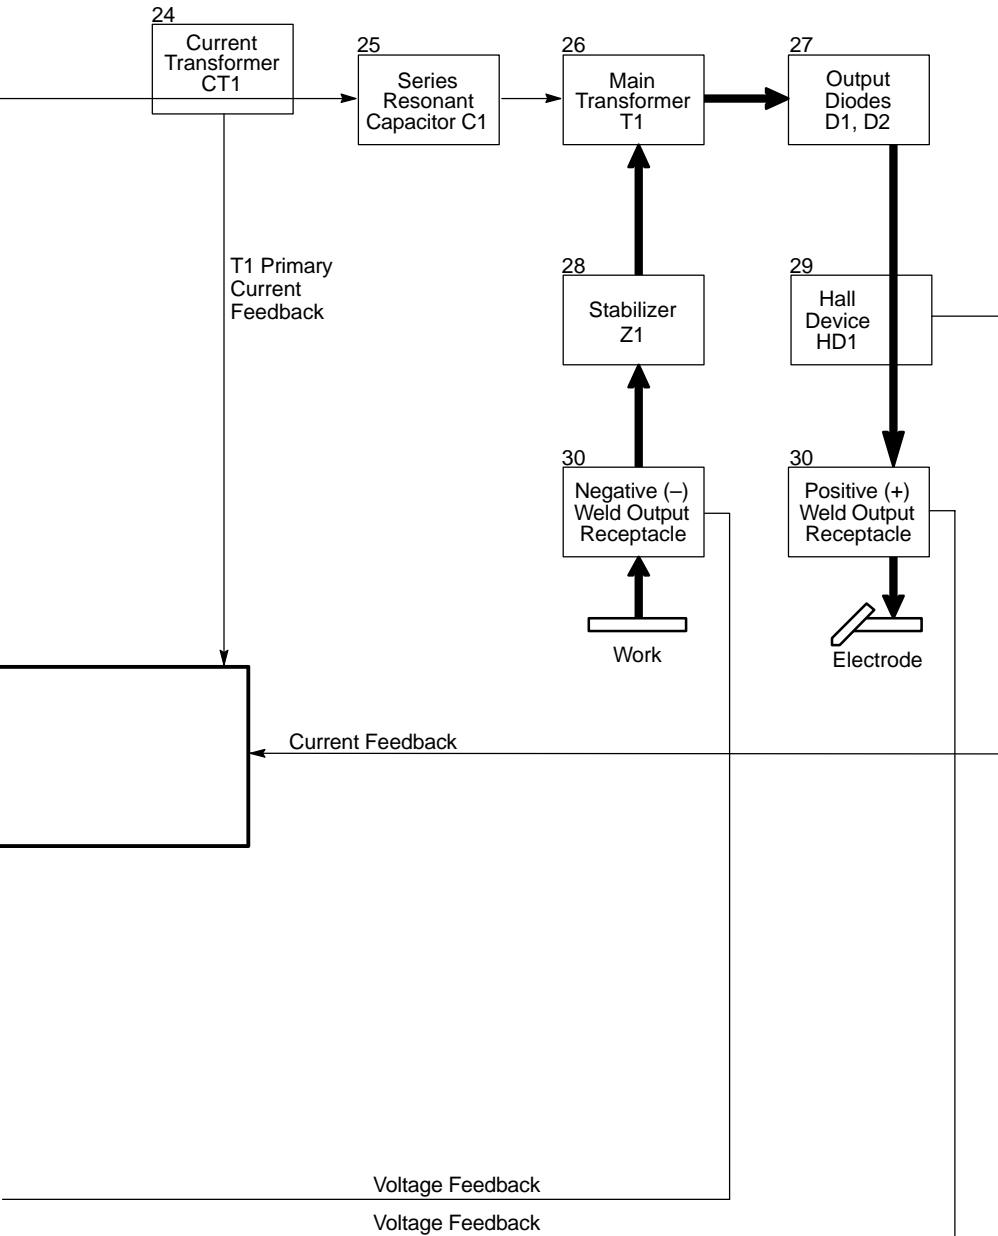 24
Current
Transformer
CT1
25
Series
Resonant
Capacitor C1
26
Main
Transformer
T1
27
Output
Diodes
D1, D2
T1 Primary
Current
Feedback
28
Stabilizer
Z1
29
Hall
Device
HD1
30
Negative (–)
Weld Output
Receptacle
30
Positive (+)
Weld Output
Receptacle
Work
Electrode
Current Feedback
Voltage Feedback
Voltage Feedback